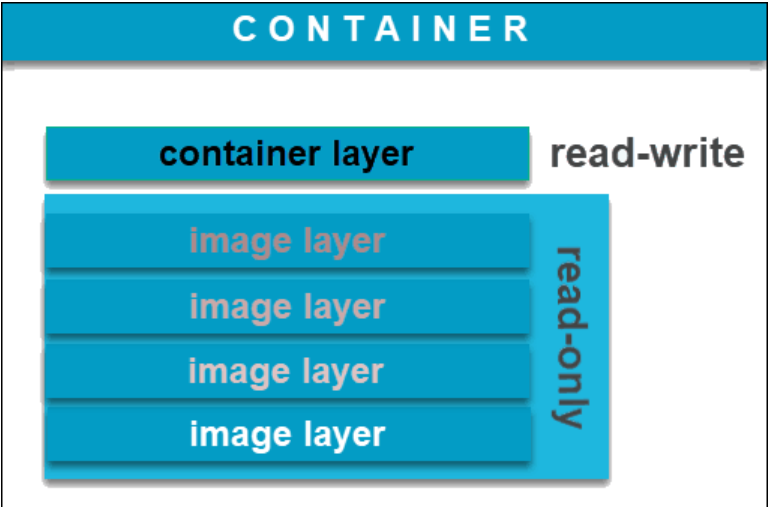 CONTAINER
container layer
read-write
image layer
image layer
image layer
image layer
read-only